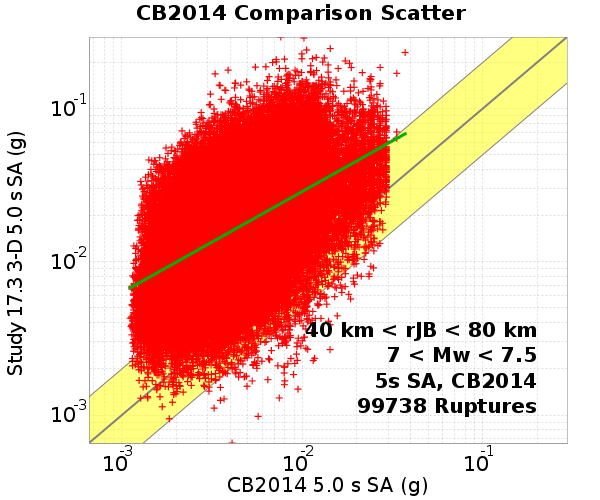 CB2014 Comparison Scatter
Study 17.3 3-D 5.0 s SA (g)
10-1
10-2
10-3
40 km < rJB < 80 km
7 < Mw < 7.5
5s SA, CB2014
99738 Ruptures
10-3 10-2 10-1
CB2014 5.0 s SA (g)